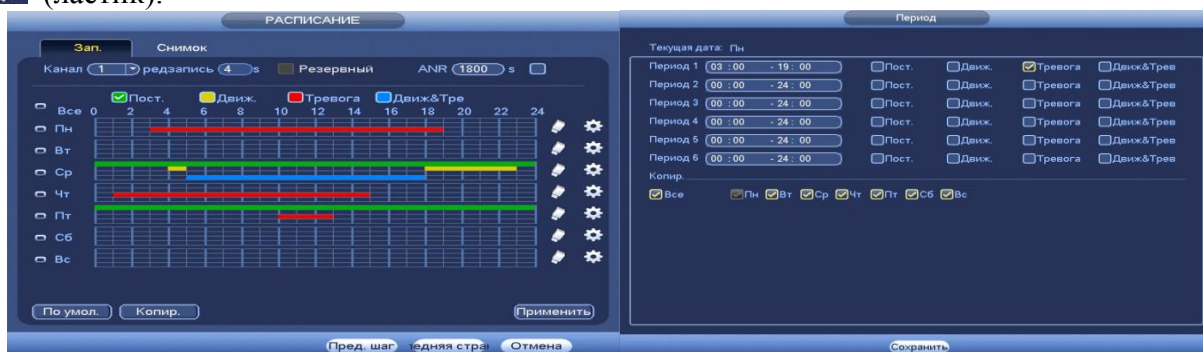 (ластик).
РАСПИСАНИЕ
Зап. Снимок
Канал 1 редзапись 4 s Резервный ANR 1800 s
Пост. Движ. Тревога Движ&Тре
Все 0 2 4 6 8 10 12 14 16 18 20 22 24
Пн
Вт
Ср
Чт
Пт
Сб
Вс
По умол. Копир. Применить
Пред. шаг едняя стра Отмена
Период
Текущая дата: Пн
Период 1 03 :00 - 19 : 00 Пост. Движ. Тревога Движ&Трев
Период 2 00 :00 - 24 : 00 Пост. Движ. Тревога Движ&Трев
Период 3 00 :00 - 24 : 00 Пост. Движ. Тревога Движ&Трев
Период 4 00 :00 - 24 : 00 Пост. Движ. Тревога Движ&Трев
Период 5 00 :00 - 24 : 00 Пост. Движ. Тревога Движ&Трев
Период 6 00 :00 - 24 : 00 Пост. Движ. Тревога Движ&Трев
Копир.
Все Пн Вт Ср Чт Пт Сб Вс
Сохранить